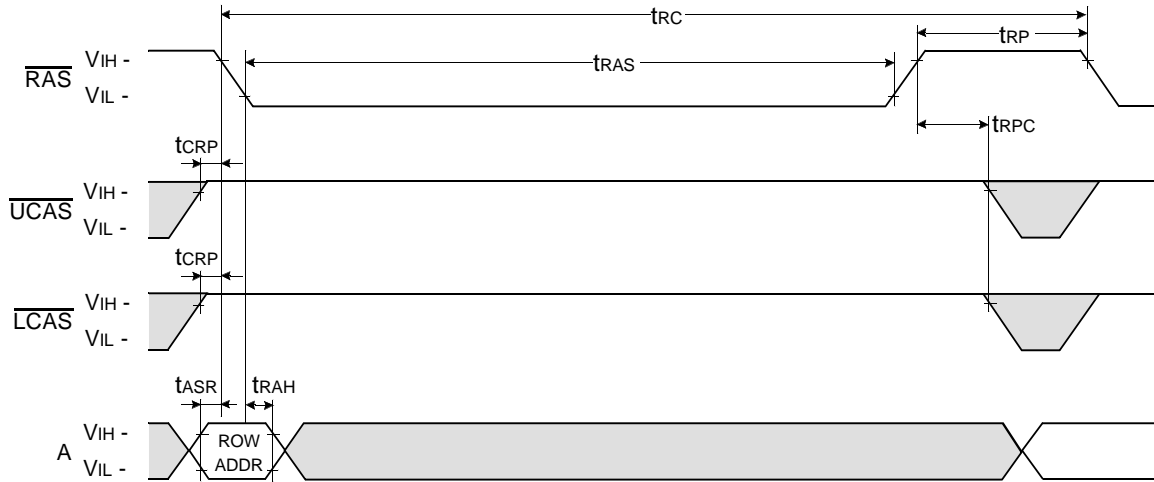 tRC
tRP
VIH -
RAS
tRAS
VIL -
tRPC
tCRP
VIH -
UCAS
VIL -
tCRP
VIH -
LCAS
VIL -
tASR
tRAH
VIH -
ROW
A
ADDR
VIL -